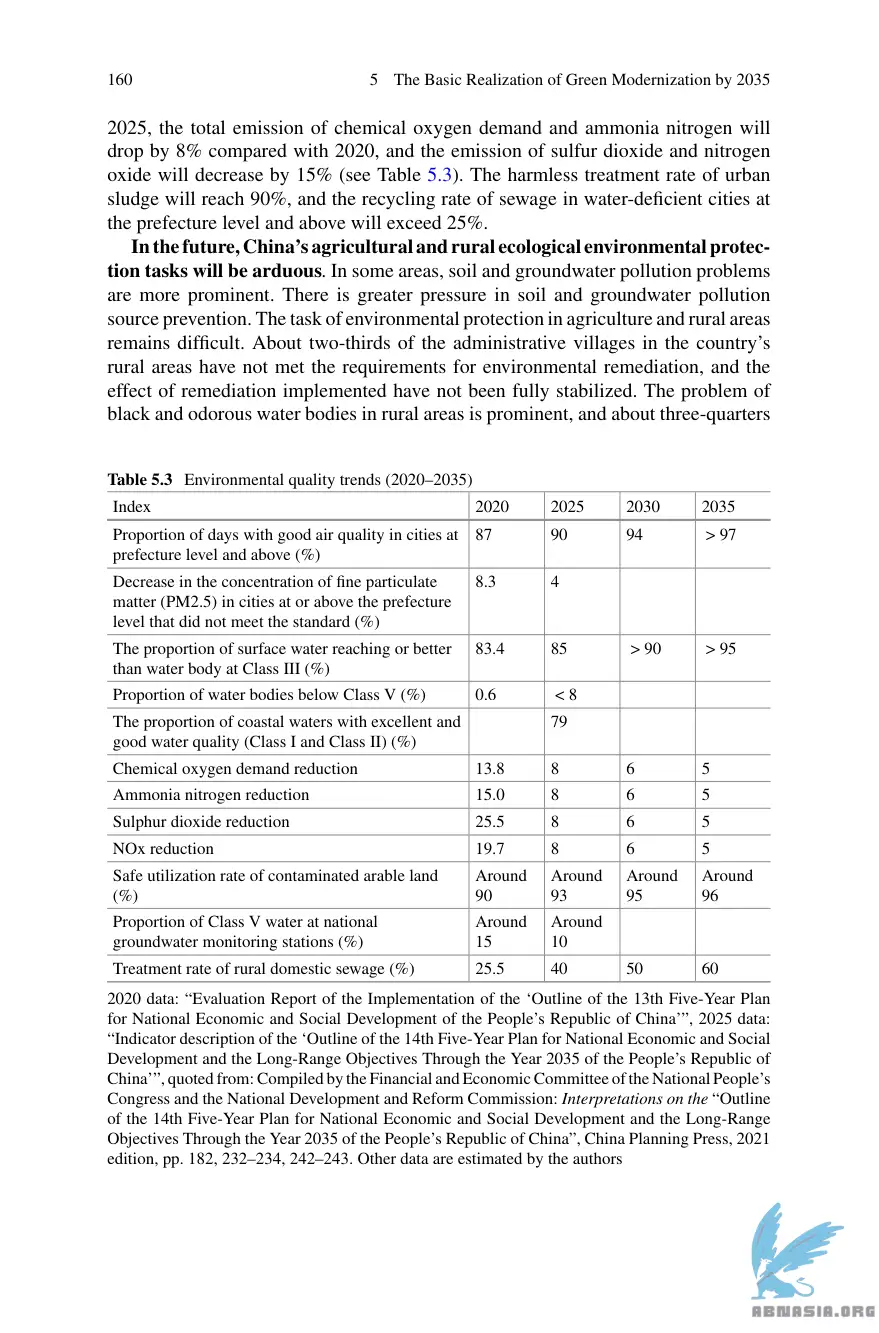 160 5 The Basic Realization of Green Modernization by 2035
2025, the total emission of chemical oxygen demand and ammonia nitrogen will
drop by 8% compared with 2020, and the emission of sulfur dioxide and nitrogen
oxide will decrease by 15% (see Table 5.3). The harmless treatment rate of urban
sludge will reach 90%, and the recycling rate of sewage in water-deficient cities at
the prefecture level and above will exceed 25%.
In the future, China's agricultural and rural ecological environmental protec-
tion tasks will be arduous. In some areas, soil and groundwater pollution problems
are more prominent. There is greater pressure in soil and groundwater pollution
source prevention. The task of environmental protection in agriculture and rural areas
remains difficult. About two-thirds of the administrative villages in the country's
rural areas have not met the requirements for environmental remediation, and the
effect of remediation implemented have not been fully stabilized. The problem of
black and odorous water bodies in rural areas is prominent, and about three-quarters
Table 5.3 Environmental quality trends (2020–2035)
Index 2020 2025 2030 2035
Proportion of days with good air quality in cities at 87 90 94 > 97
prefecture level and above (%)
Decrease in the concentration of fine particulate 8.3 4
matter (PM2.5) in cities at or above the prefecture
level that did not meet the standard (%)
The proportion of surface water reaching or better 83.4 85 > 90 > 95
than water body at Class III (%)
Proportion of water bodies below Class V (%) 0.6 < 8
The proportion of coastal waters with excellent and 79
good water quality (Class I and Class II) (%)
Chemical oxygen demand reduction 13.8 8 6 5
Ammonia nitrogen reduction 15.0 8 6 5
Sulphur dioxide reduction 25.5 8 6 5
NOx reduction 19.7 8 6 5
Safe utilization rate of contaminated arable land Around Around Around Around
(%) 90 93 95 96
Proportion of Class V water at national Around Around
groundwater monitoring stations (%) 15 10
Treatment rate of rural domestic sewage (%) 25.5 40 50 60
2020 data: "Evaluation Report of the Implementation of the 'Outline of the 13th Five-Year Plan
for National Economic and Social Development of the People's Republic of China'", 2025 data:
"Indicator description of the 'Outline of the 14th Five-Year Plan for National Economic and Social
Development and the Long-Range Objectives Through the Year 2035 of the People's Republic of
China'", quoted from: Compiled by the Financial and Economic Committee of the National People's
Congress and the National Development and Reform Commission: Interpretations on the "Outline
of the 14th Five-Year Plan for National Economic and Social Development and the Long-Range
Objectives Through the Year 2035 of the People's Republic of China", China Planning Press, 2021
edition, pp. 182, 232–234, 242–243. Other data are estimated by the authors
ABNASIA.ORG